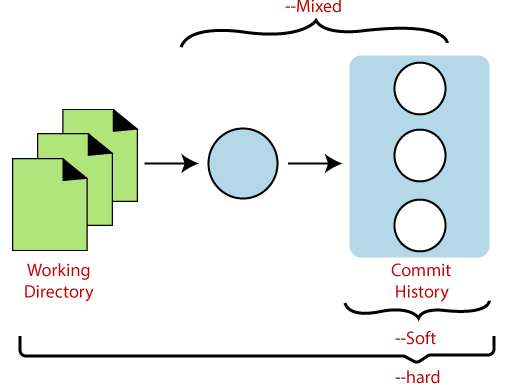 --Mixed
Working
Directory
Commit
History
--Soft
--hard